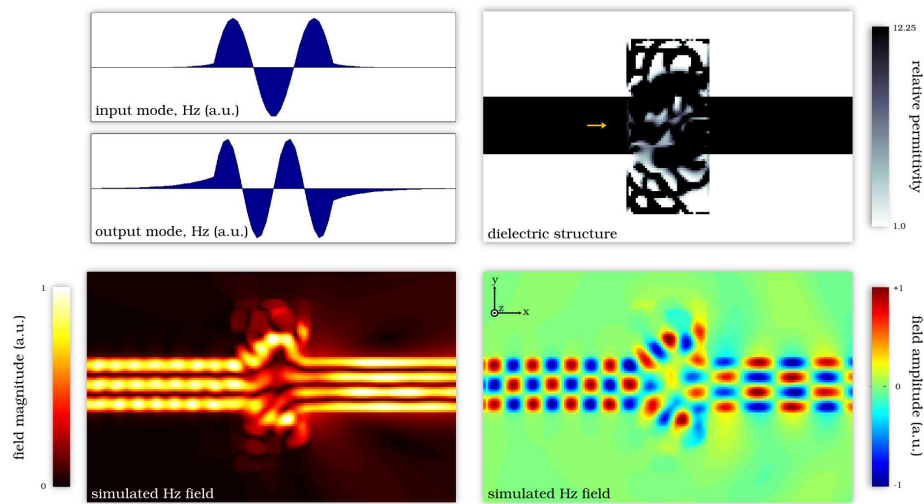 input mode, Hz (a.u.)
output mode, Hz (a.u.)
12.25
relative permittivity
1.0
dielectric structure
1
field magnitude (a.u.)
0
simulated Hz field
y
z
x
+1
field amplitude (a.u.)
0
-1
simulated Hz field